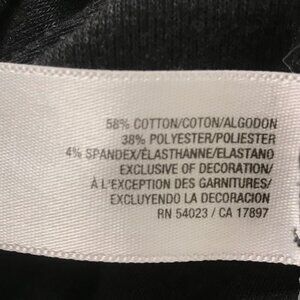 58% COTTON/COTON/ALGODON
38% POLYESTER/POLIESTER
4% SPANDEX/ÉLASTHANNE/ELASTANO
EXCLUSIVE OF DECORATION/
À L'EXCEPTION DES GARNITURES/
EXCLUYENDO LA DECORACION
RN 54023 / CA 17897